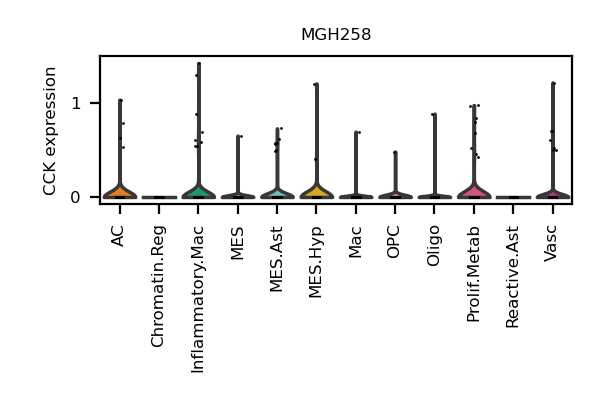 MGH258
CCK expression
1
0
AC
Chromatin.Reg
Inflammatory.Mac
MES
MES.Ast
MES.Hyp
Mac
OPC
Oligo
Prolif.Metab
Reactive.Ast
Vasc